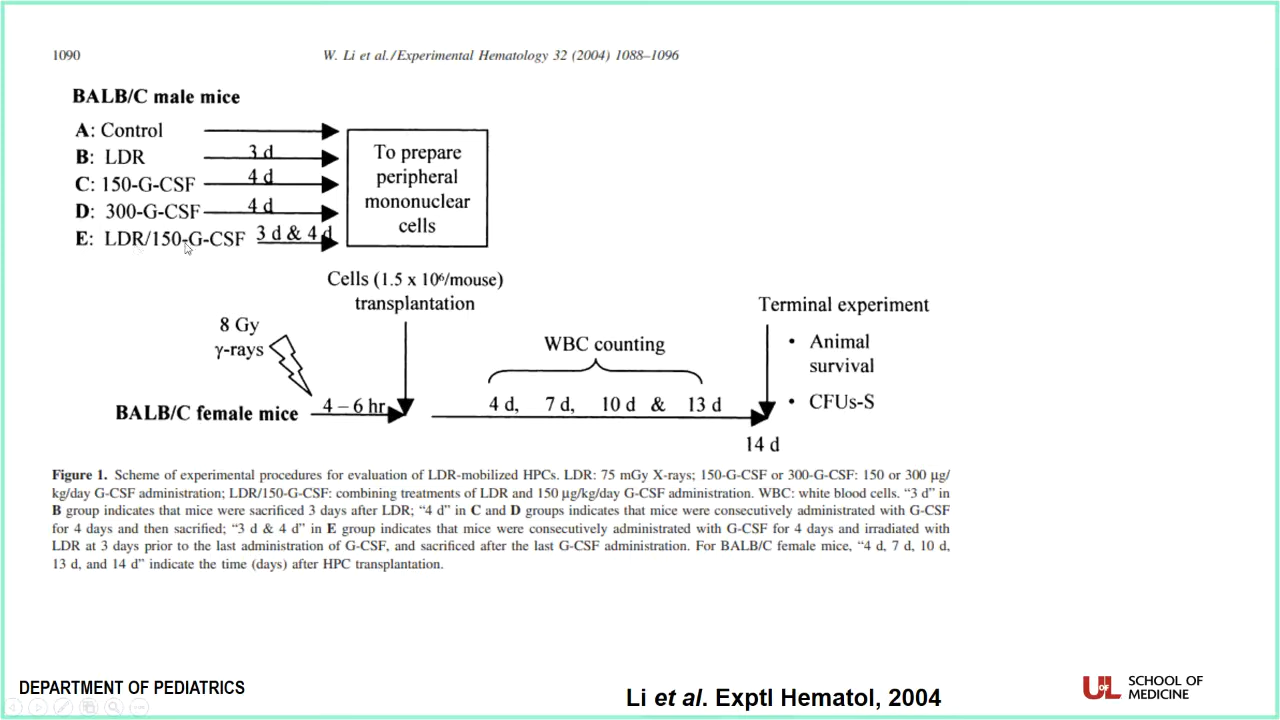 1090
W. Li et al./Experimental Hematology 32 (2004) 1088–1096
BALB/C male mice
A: Control
B: LDR
3 d
C: 150-G-CSF
4 d
D: 300-G-CSF
4 d
E: LDR/150-G-CSF
3 d & 4 d
To prepare
peripheral
mononuclear
cells
Cells (1.5 x 10⁶/mouse)
transplantation
8 Gy
γ-rays
BALB/C female mice
4 – 6 hr
WBC counting
4 d, 7 d, 10 d & 13 d
Terminal experiment
• Animal
survival
• CFUs-S
14 d
Figure 1. Scheme of experimental procedures for evaluation of LDR-mobilized HPCs. LDR: 75 mGy X-rays; 150-G-CSF or 300-G-CSF: 150 or 300 μg/
kg/day G-CSF administration; LDR/150-G-CSF: combining treatments of LDR and 150 μg/kg/day G-CSF administration. WBC: white blood cells. “3 d” in
B group indicates that mice were sacrificed 3 days after LDR; “4 d” in C and D groups indicates that mice were consecutively administrated with G-CSF
for 4 days and then sacrified; “3 d & 4 d” in E group indicates that mice were consecutively administrated with G-CSF for 4 days and irradiated with
LDR at 3 days prior to the last administration of G-CSF, and sacrificed after the last G-CSF administration. For BALB/C female mice, “4 d, 7 d, 10 d,
13 d, and 14 d” indicate the time (days) after HPC transplantation.
DEPARTMENT OF PEDIATRICS
Li et al. Exptl Hematol, 2004
UofL
SCHOOL OF
MEDICINE